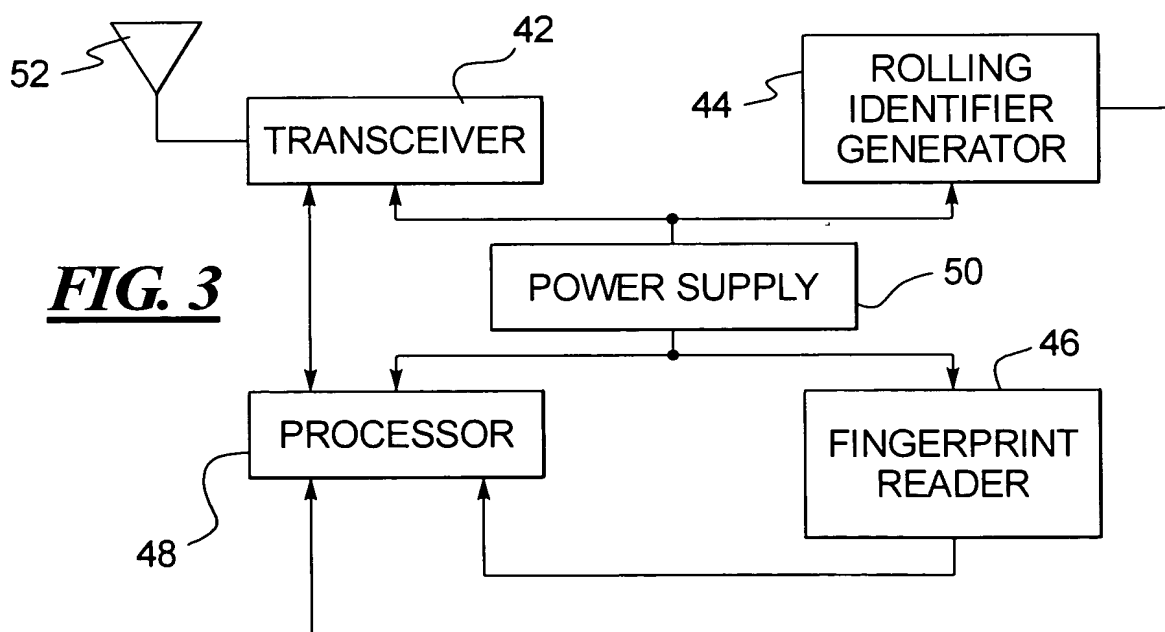 52
42
TRANSCEIVER
44
ROLLING
IDENTIFIER
GENERATOR
FIG. 3
POWER SUPPLY
50
PROCESSOR
48
46
FINGERPRINT
READER